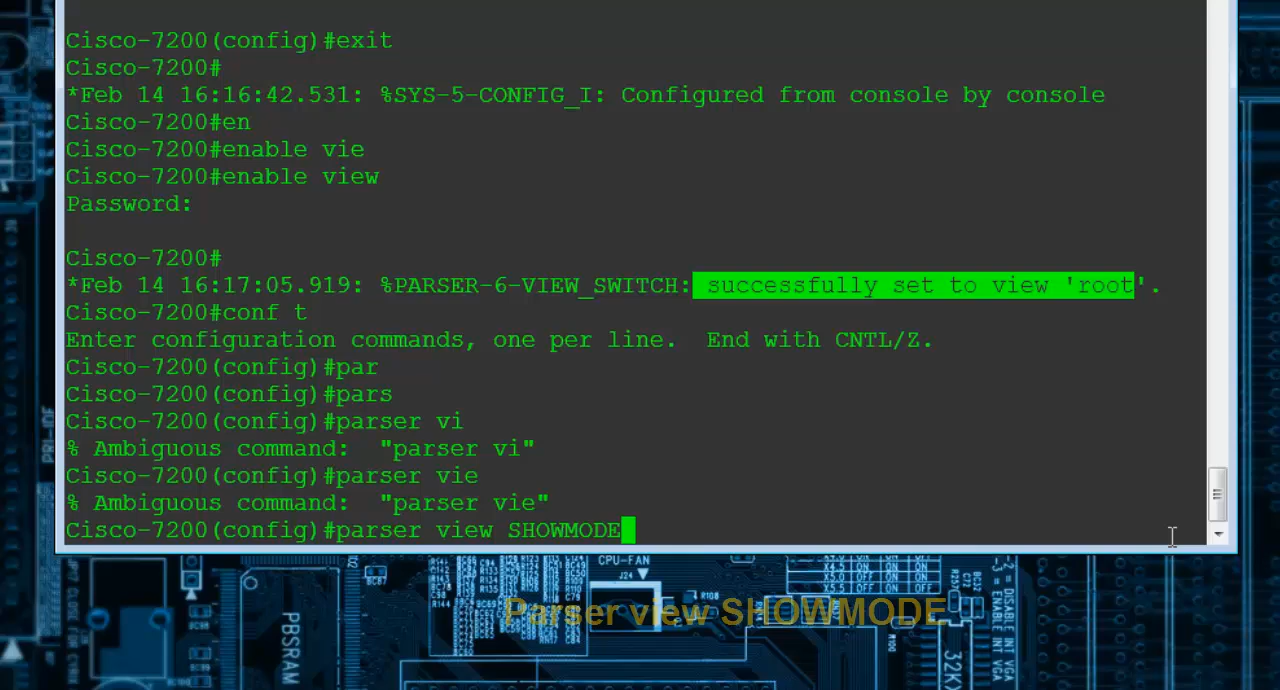 Cisco-7200(config)#exit
Cisco-7200#
*Feb 14 16:16:42.531: %SYS-5-CONFIG_I: Configured from console by console
Cisco-7200#en
Cisco-7200#enable vie
Cisco-7200#enable view
Password:
Cisco-7200#
*Feb 14 16:17:05.919: %PARSER-6-VIEW_SWITCH: successfully set to view 'root'.
Cisco-7200#conf t
Enter configuration commands, one per line.  End with CNTL/Z.
Cisco-7200(config)#par
Cisco-7200(config)#pars
Cisco-7200(config)#parser vi
% Ambiguous command:  "parser vi"
Cisco-7200(config)#parser vie
% Ambiguous command:  "parser vie"
Cisco-7200(config)#parser view SHOWMODE
CPU-FAN
J24
Parser view SHOWMODE
PBSRAM